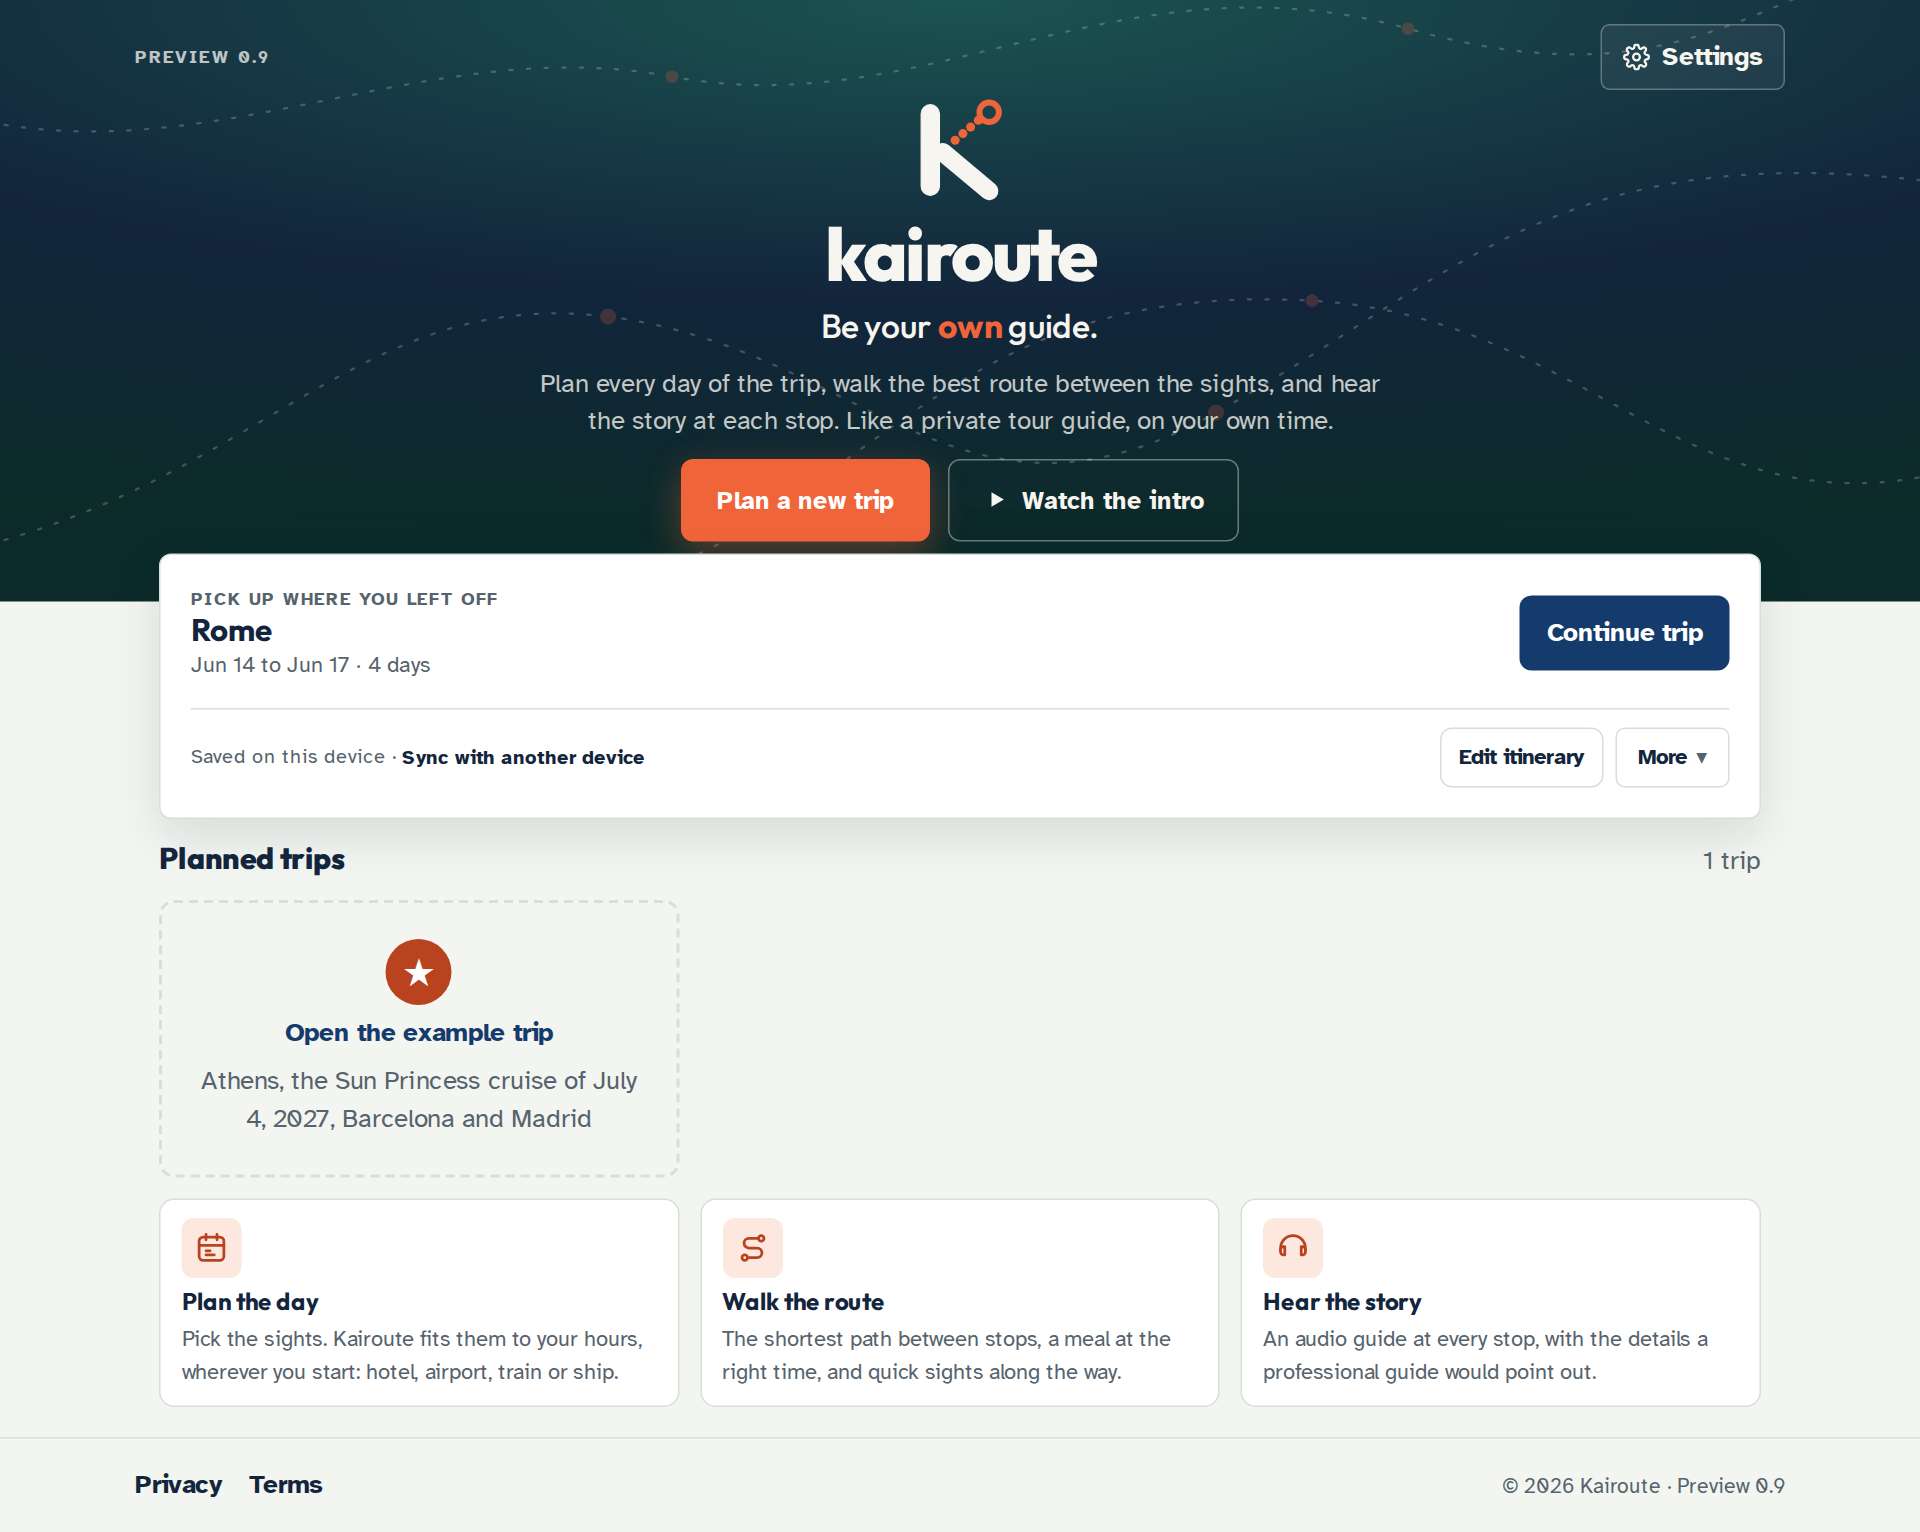 PREVIEW 0.9
Settings
kairoute
Be your own guide.
Plan every day of the trip, walk the best route between the sights, and hear
the story at each stop. Like a private tour guide, on your own time.
Plan a new trip
Watch the intro
PICK UP WHERE YOU LEFT OFF
Rome
Jun 14 to Jun 17 · 4 days
Continue trip
Saved on this device · Sync with another device
Edit itinerary
More ▼
Planned trips
1 trip
Open the example trip
Athens, the Sun Princess cruise of July
4, 2027, Barcelona and Madrid
Plan the day
Pick the sights. Kairoute fits them to your hours,
wherever you start: hotel, airport, train or ship.
Walk the route
The shortest path between stops, a meal at the
right time, and quick sights along the way.
Hear the story
An audio guide at every stop, with the details a
professional guide would point out.
Privacy
Terms
© 2026 Kairoute · Preview 0.9